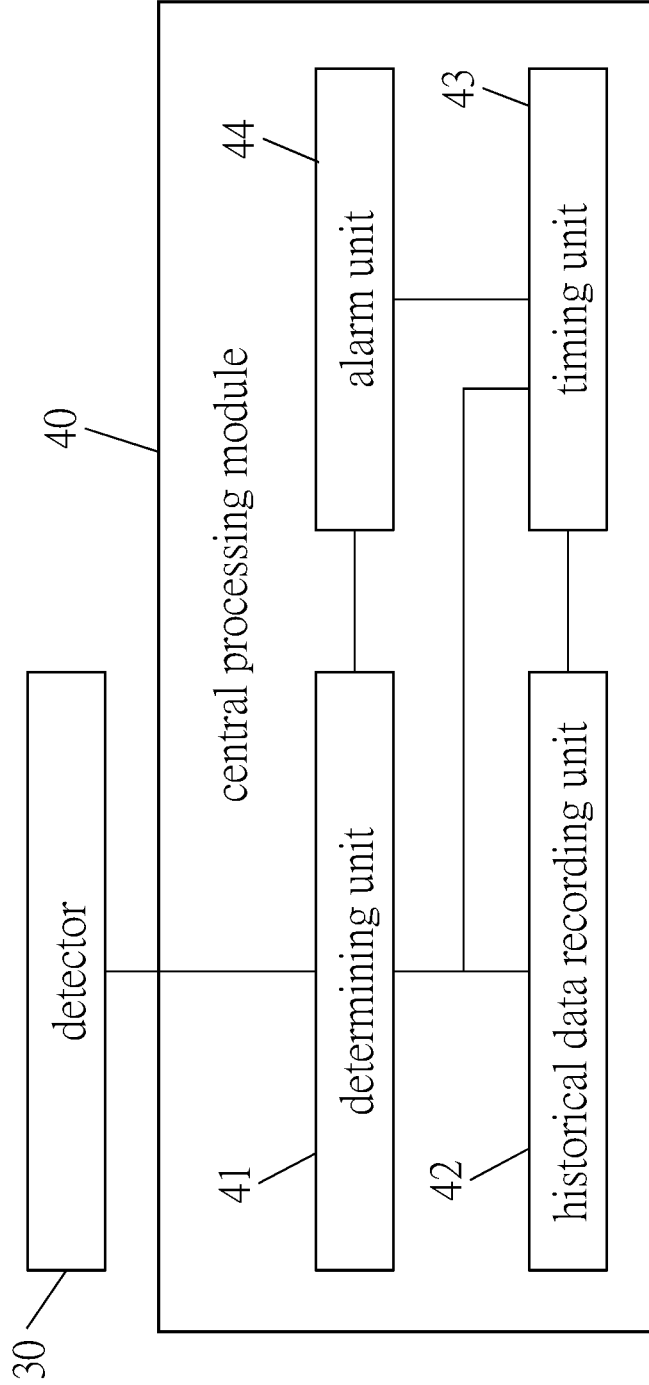 30
detector
40
central processing module
41
determining unit
44
alarm unit
42
historical data recording unit
43
timing unit